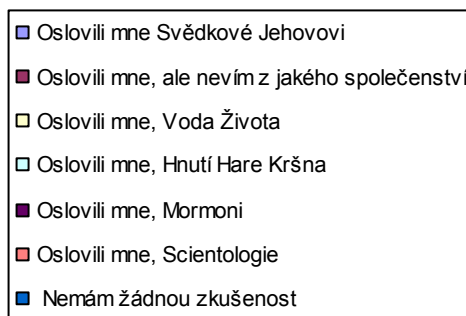 Oslovili mne Svědkové Jehovovi
Oslovili mne, ale nevím z jakého společenství
Oslovili mne, Voda Života
Oslovili mne, Hnutí Hare Kršna
Oslovili mne, Mormoni
Oslovili mne, Scientologie
Nemám žádnou zkušenost